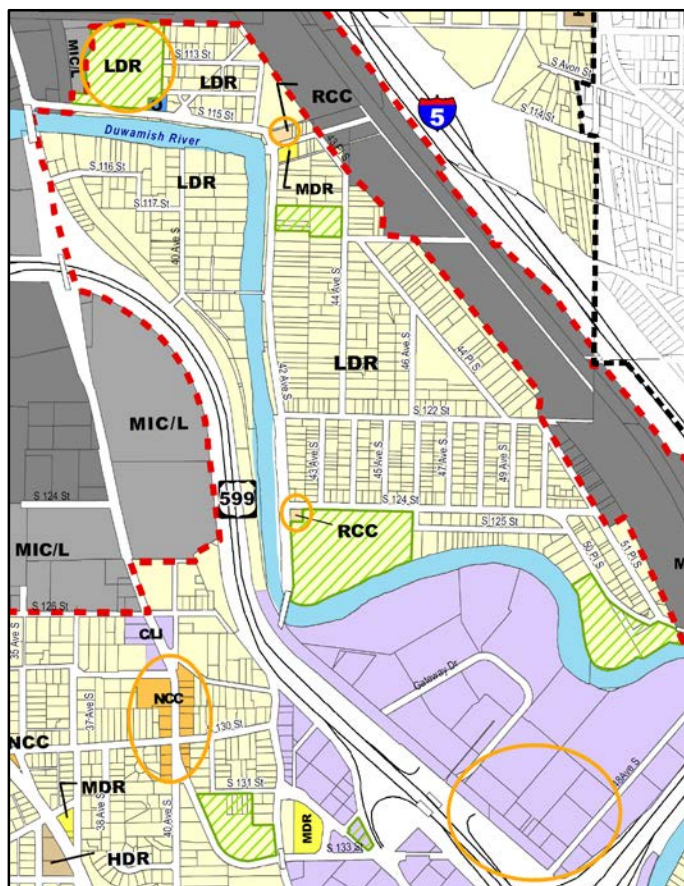 MIC/L
LDR
S 113 St
LDR
S 115 St
RCC
5
S Avon St
S 114 St
Duwamish River
43 Pl S
S 116 St
LDR
MDR
S 117 St
40 Ave S
44 Ave S
42 Ave S
LDR
46 Ave S
44 Pl S
MIC/L
S 122 St
43 Ave S
45 Ave S
47 Ave S
49 Ave S
599
S 124 St
S 124 St
S 125 St
RCC
50 Pl S
51 Pl S
MIC/L
M
S 126 St
35 Ave S
C/LI
Gateway Dr
37 Ave S
NCC
S 130 St
NCC
S 131 St
MDR
38 Ave S
40 Ave S
MDR
S 133 St
HDR